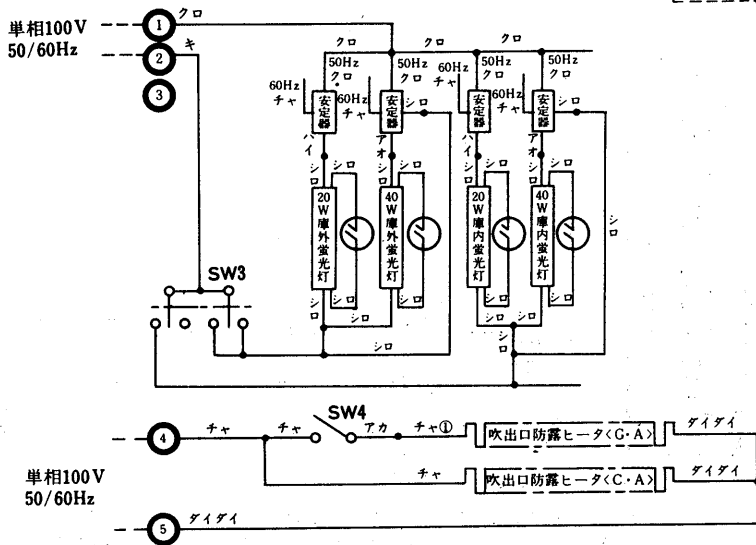 単相100V
50/60Hz
1
クロ
2
キ
3
クロ
クロ
クロ
50Hz
クロ
50Hz
クロ
50Hz
クロ
50Hz
クロ
60Hz
チャ
60Hz
チャ
60Hz
チャ
60Hz
チャ
安定器
安定器
安定器
安定器
シロ
シロ
ハイ
アオ
ハイ
アオ
シロ
シロ
シロ
シロ
シロ
シロ
シロ
シロ
20W庫外蛍光灯
40W庫外蛍光灯
20W庫内蛍光灯
40W庫内蛍光灯
シロ
シロ
シロ
シロ
シロ
シロ
シロ
シロ
SW3
単相100V
50/60Hz
4
チャ
チャ
SW4
アカ
チャ①
吹出口防露ヒータ〈G・A〉
ダイダイ
チャ
吹出口防露ヒータ〈C・A〉
ダイダイ
5
ダイダイ